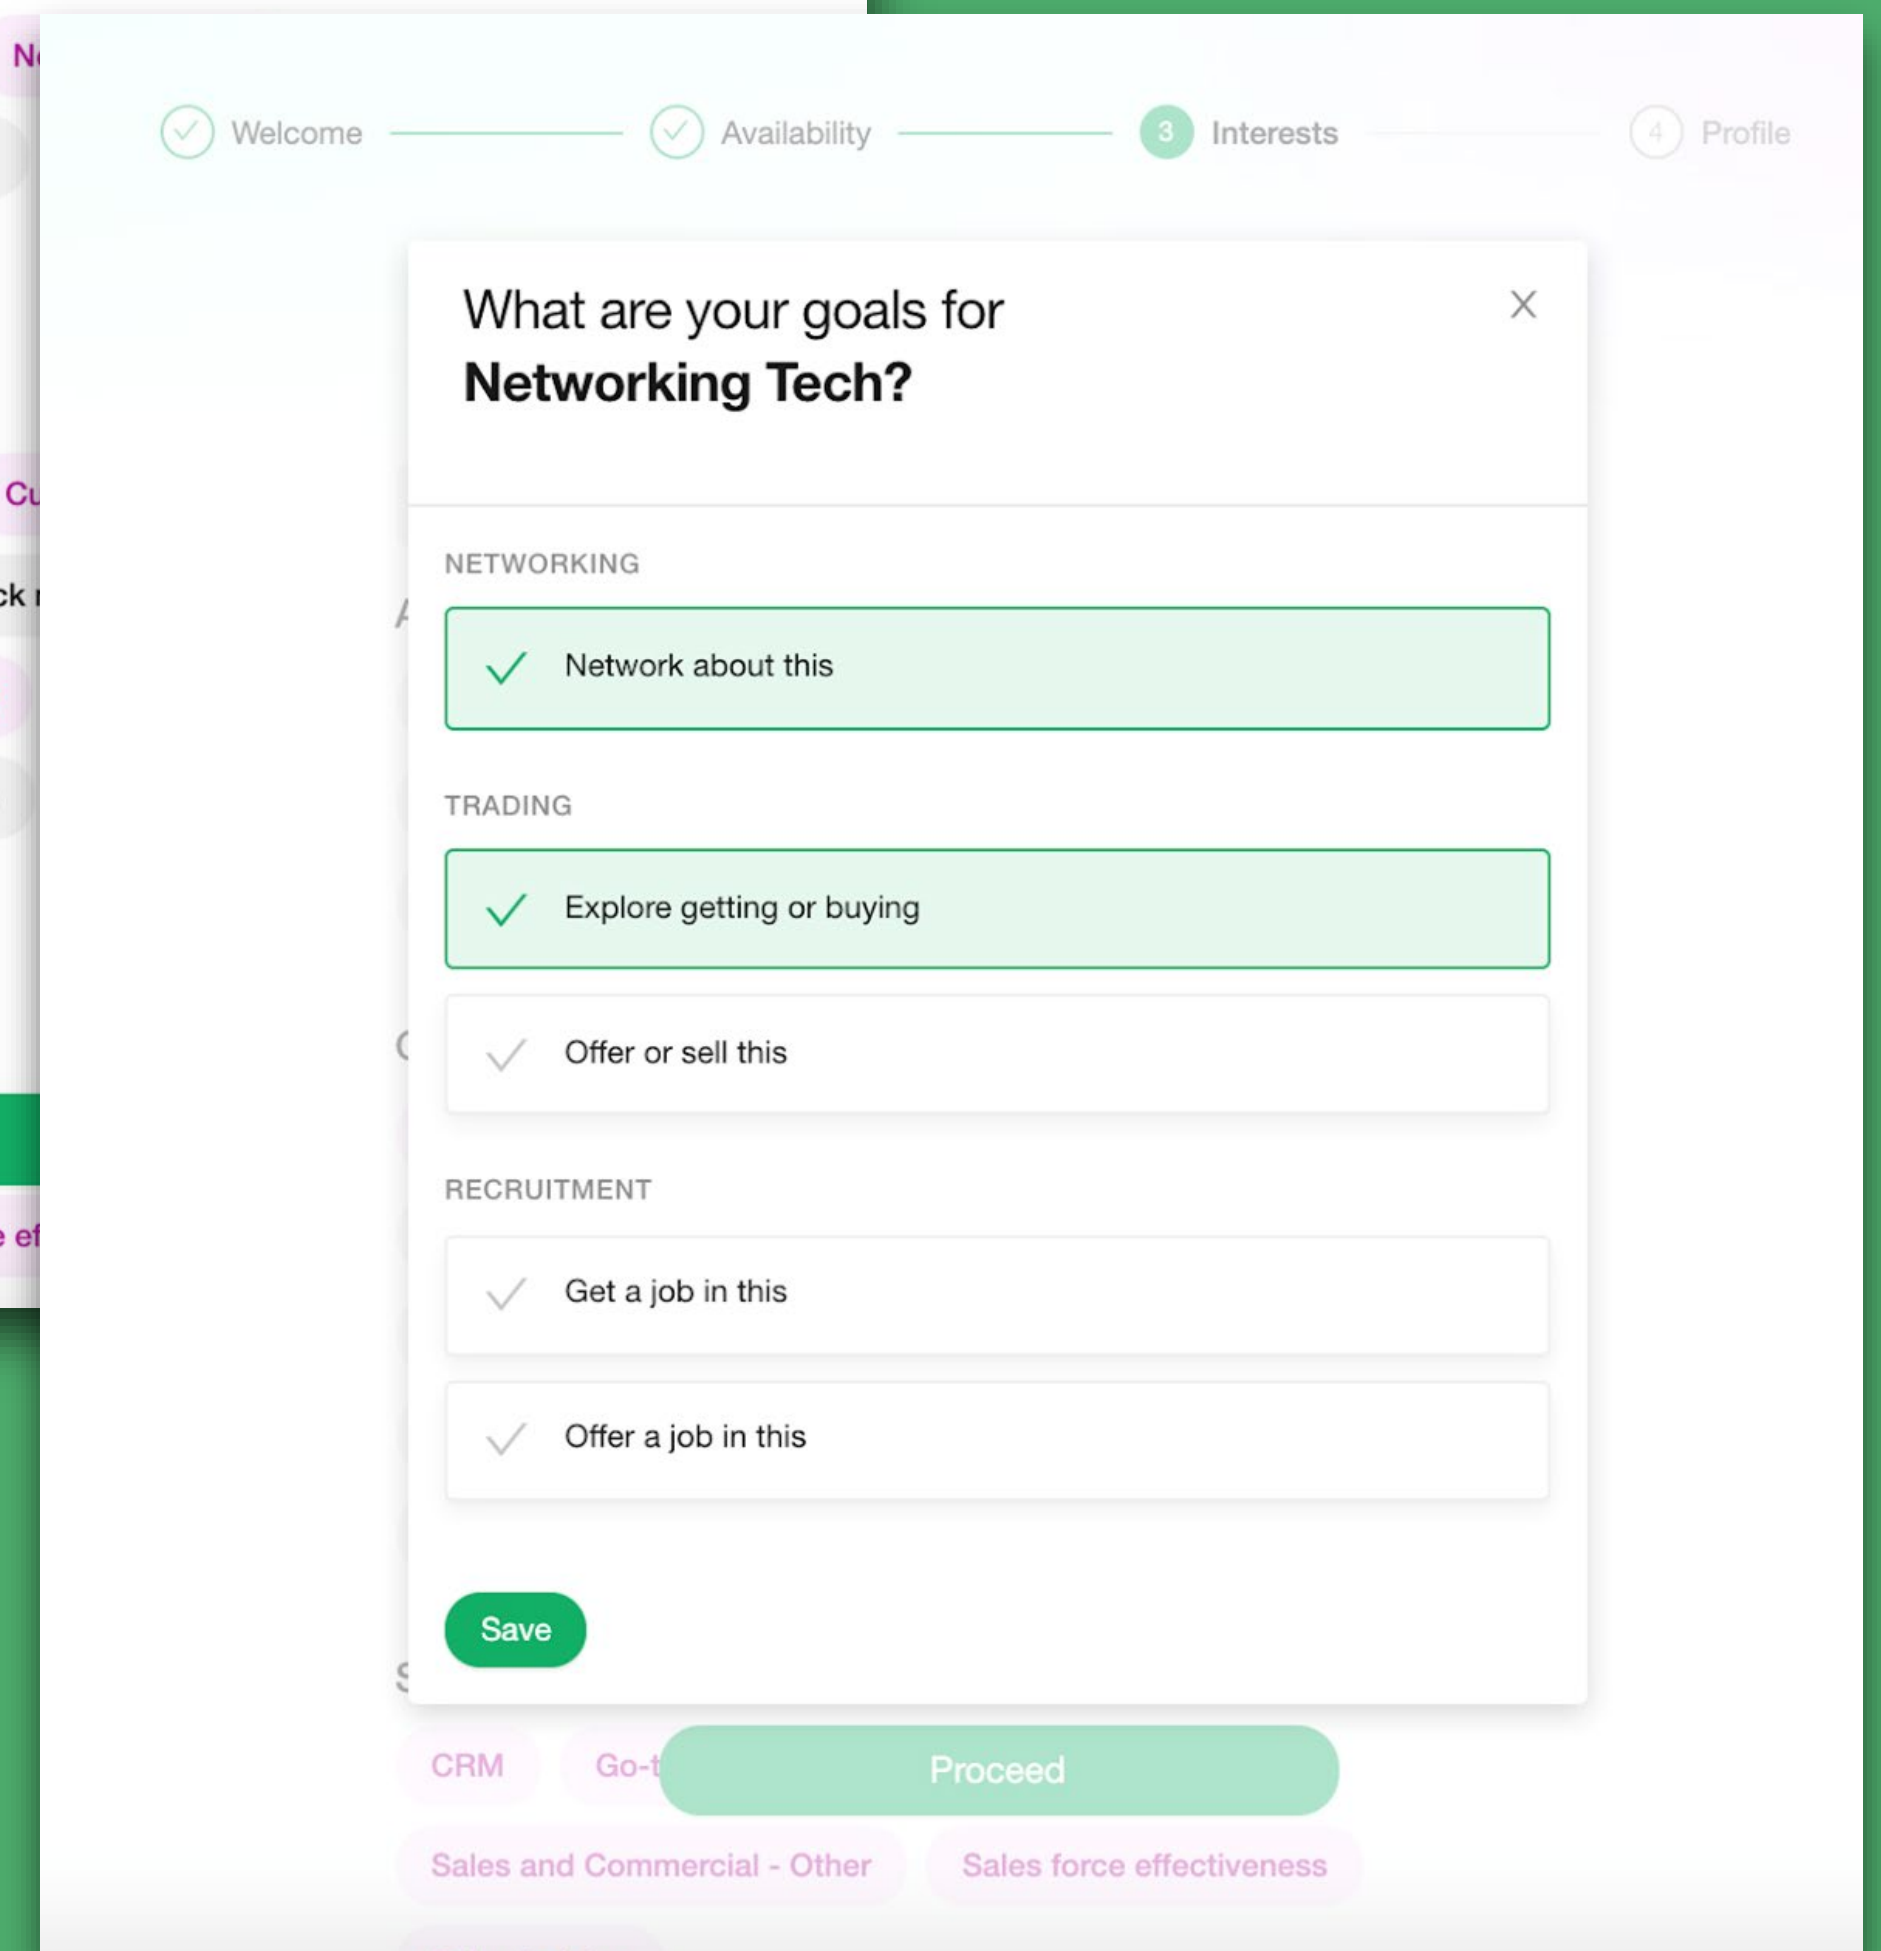 Welcome
Availability
3 Interests
4 Profile
What are your goals for
Networking Tech?
X
NETWORKING
Network about this
TRADING
Explore getting or buying
Offer or sell this
RECRUITMENT
Get a job in this
Offer a job in this
Save
CRM
Proceed
Sales and Commercial - Other
Sales force effectiveness